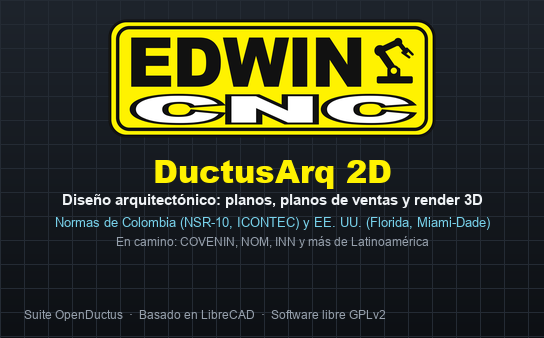 EDWIN
CNC
DuctusArq 2D
Diseño arquitectónico: planos, planos de ventas y render 3D
Normas de Colombia (NSR-10, ICONTEC) y EE. UU. (Florida, Miami-Dade)
En camino: COVENIN, NOM, INN y más de Latinoamérica
Suite OpenDuctus · Basado en LibreCAD · Software libre GPLv2